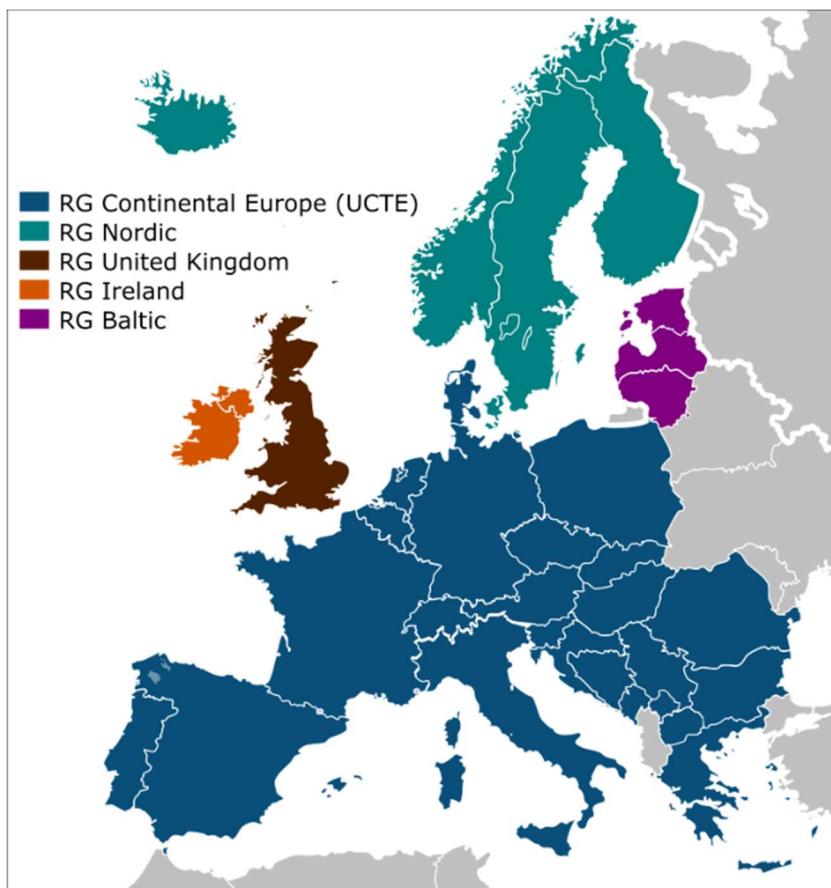 RG Continental Europe (UCTE)
RG Nordic
RG United Kingdom
RG Ireland
RG Baltic